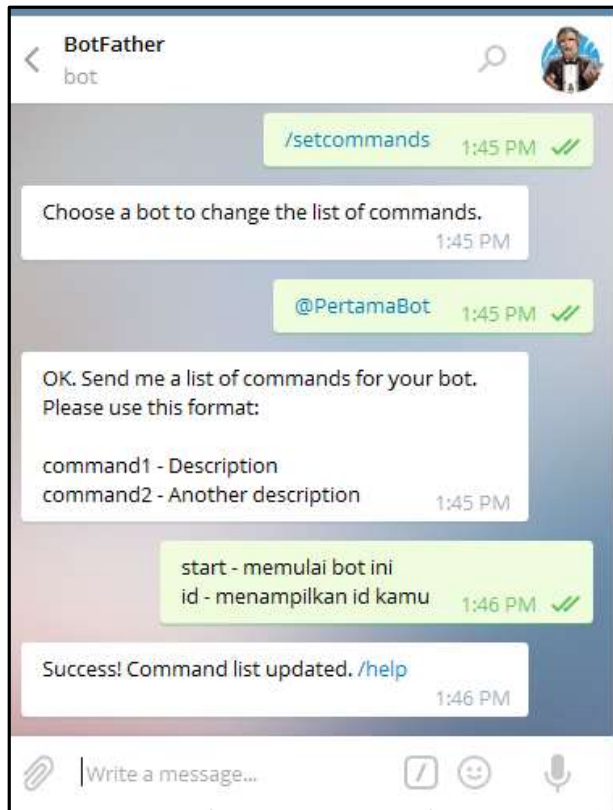 BotFather
bot
/setcommands 1:45 PM
Choose a bot to change the list of commands.
1:45 PM
@PertamaBot 1:45 PM
OK. Send me a list of commands for your bot.
Please use this format:
command1 - Description
command2 - Another description 1:45 PM
start - memulai bot ini
id - menampilkan id kamu 1:46 PM
Success! Command list updated. /help
1:46 PM
Write a message...